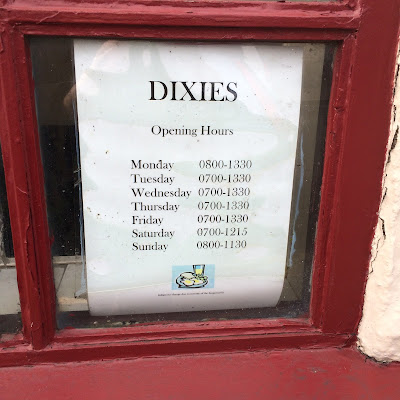 DIXIES
Opening Hours
Monday 0800-1330
Tuesday 0700-1330
Wednesday 0700-1330
Thursday 0700-1330
Friday 0700-1330
Saturday 0700-1215
Sunday 0800-1130